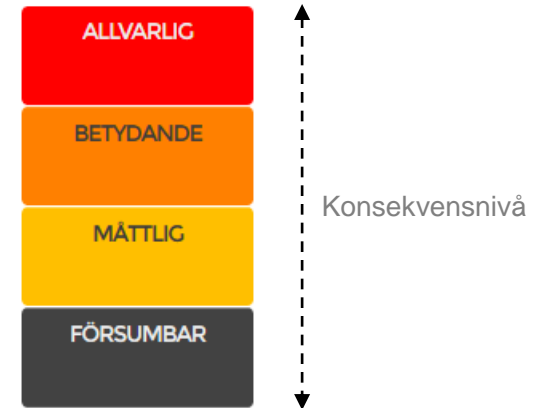 ALLVARLIG
BETYDANDE
MÅTTLIG
FÖRSUMBAR
Konsekvensnivå